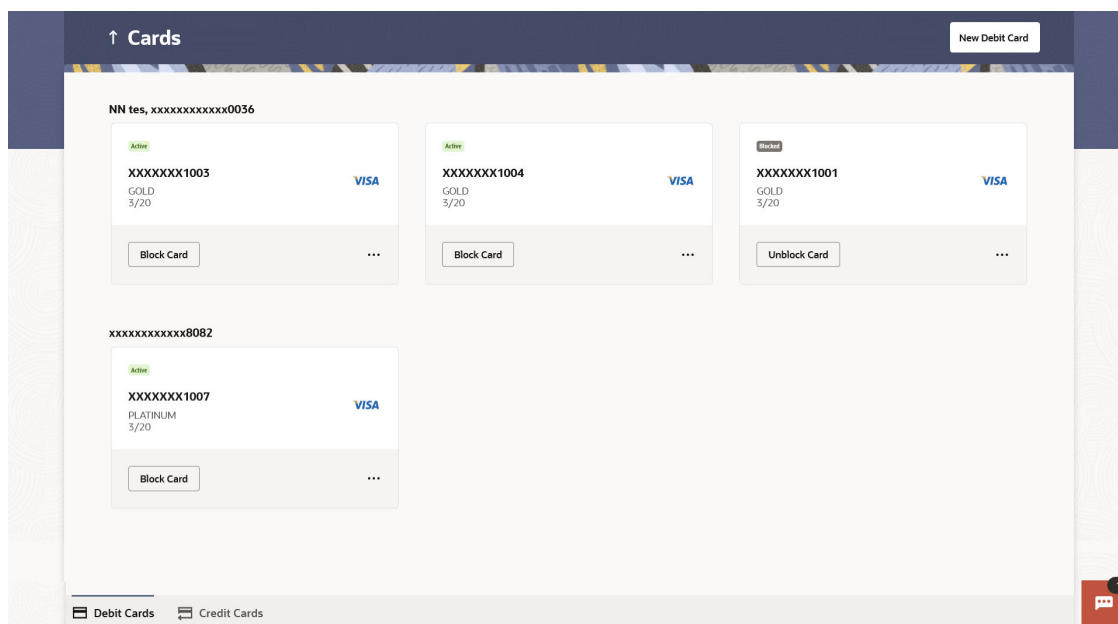 ↑ Cards
New Debit Card
NN tes, xxxxxxxxxxxx0036
Active
XXXXXXX1003
VISA
GOLD
3/20
Block Card
...
Active
XXXXXXX1004
VISA
GOLD
3/20
Block Card
...
Blocked
XXXXXXX1001
VISA
GOLD
3/20
Unblock Card
...
xxxxxxxxxxxx8082
Active
XXXXXXX1007
VISA
PLATINUM
3/20
Block Card
...
Debit Cards
Credit Cards